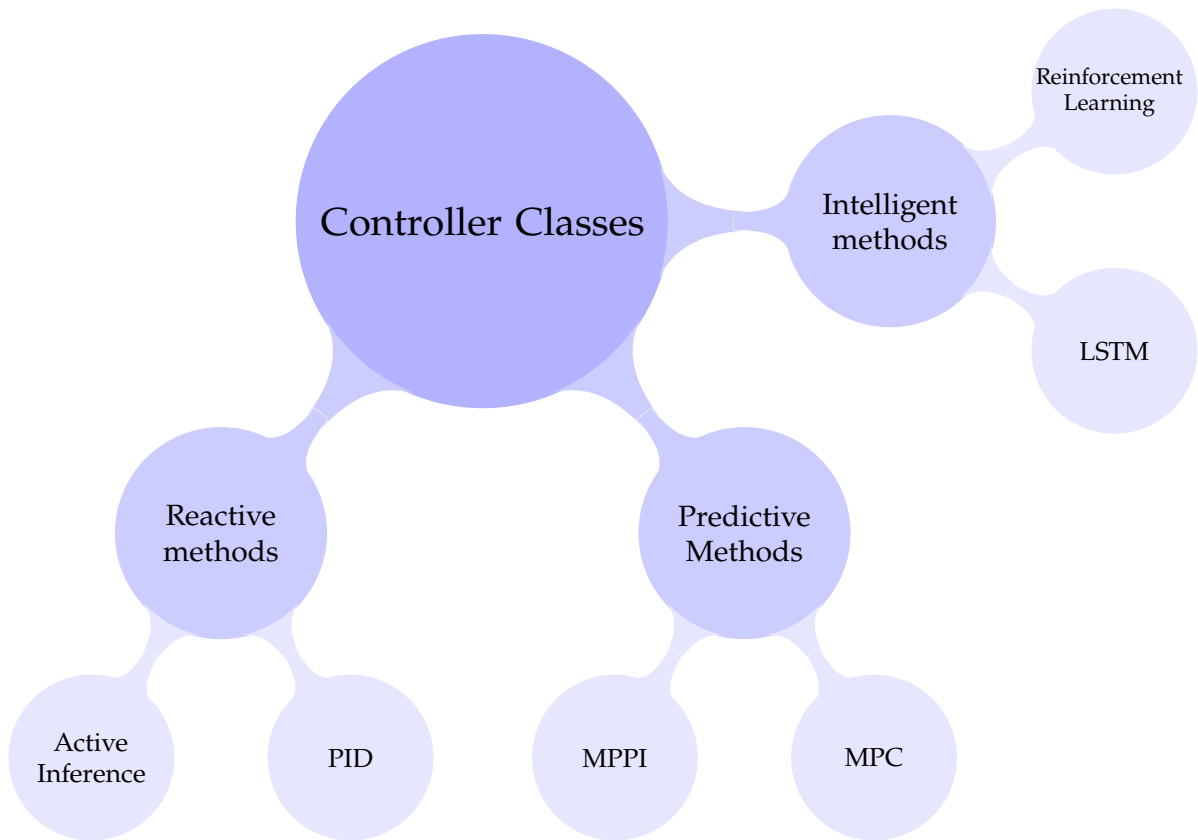 Controller Classes
Intelligent
methods
Reinforcement
Learning
LSTM
Reactive
methods
Predictive
Methods
Active
Inference
PID
MPPI
MPC